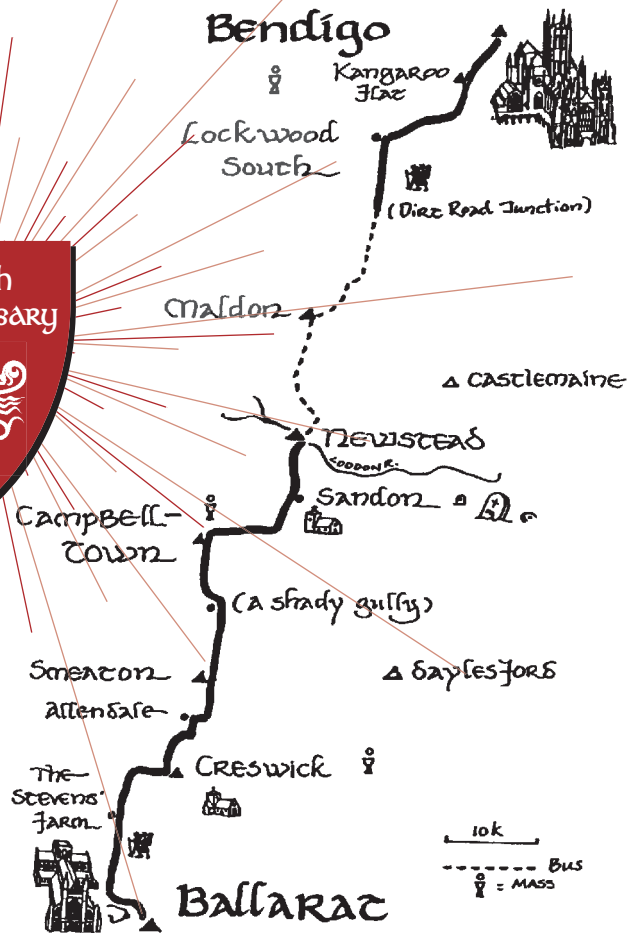 Bendigo
Kangaroo
Flat
Lockwood
South
(Dirt Road Junction)
Maldon
Castlemaine
Newstead
Loddon R.
Sandon
Campbell-
town
(a shady gully)
Smeaton
Daylesford
Allendale
Creswick
The
Stevens'
Farm
10k
Bus
= Mass
Ballarat